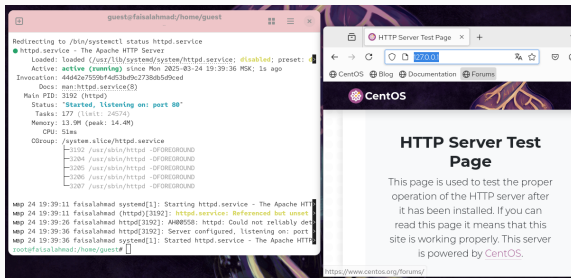 guest@faisalahmad:/home/guest
Redirecting to /bin/systemctl status httpd.service
● httpd.service - The Apache HTTP Server
Loaded: loaded (/usr/lib/systemd/system/httpd.service; disabled; preset:
Active: active (running) since Mon 2025-03-24 19:39:36 MSK; 1s ago
Invocation: 44d42e7559bf4d53bd9c2738db5d9ced
Docs: man:httpd.service(8)
Main PID: 3192 (httpd)
Status: "Started, listening on: port 80"
Tasks: 177 (limit: 24574)
Memory: 13.9M (peak: 14.4M)
CPU: 51ms
CGroup: /system.slice/httpd.service
├─3192 /usr/sbin/httpd -DFOREGROUND
├─3204 /usr/sbin/httpd -DFOREGROUND
├─3205 /usr/sbin/httpd -DFOREGROUND
├─3206 /usr/sbin/httpd -DFOREGROUND
└─3207 /usr/sbin/httpd -DFOREGROUND
мар 24 19:39:11 faisalahmad systemd[1]: Starting httpd.service - The Apache HTT
мар 24 19:39:11 faisalahmad (httpd)[3192]: httpd.service: Referenced but unset
мар 24 19:39:26 faisalahmad httpd[3192]: AH00558: httpd: Could not reliably det
мар 24 19:39:36 faisalahmad httpd[3192]: Server configured, listening on: port
мар 24 19:39:36 faisalahmad systemd[1]: Started httpd.service - The Apache HTTP
root@faisalahmad:/home/guest#
HTTP Server Test Page
127.0.0.1
CentOS Blog Documentation Forums
CentOS
HTTP Server Test
Page
This page is used to test the proper
operation of the HTTP server after
it has been installed. If you can
read this page it means that this
site is working properly. This server
is powered by CentOS.
https://www.centos.org/forums/